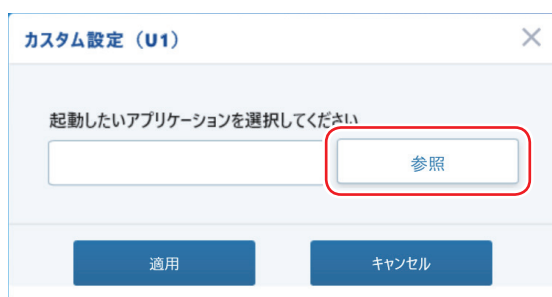 カスタム設定（U1）
起動したいアプリケーションを選択してください
参照
適用
キャンセル